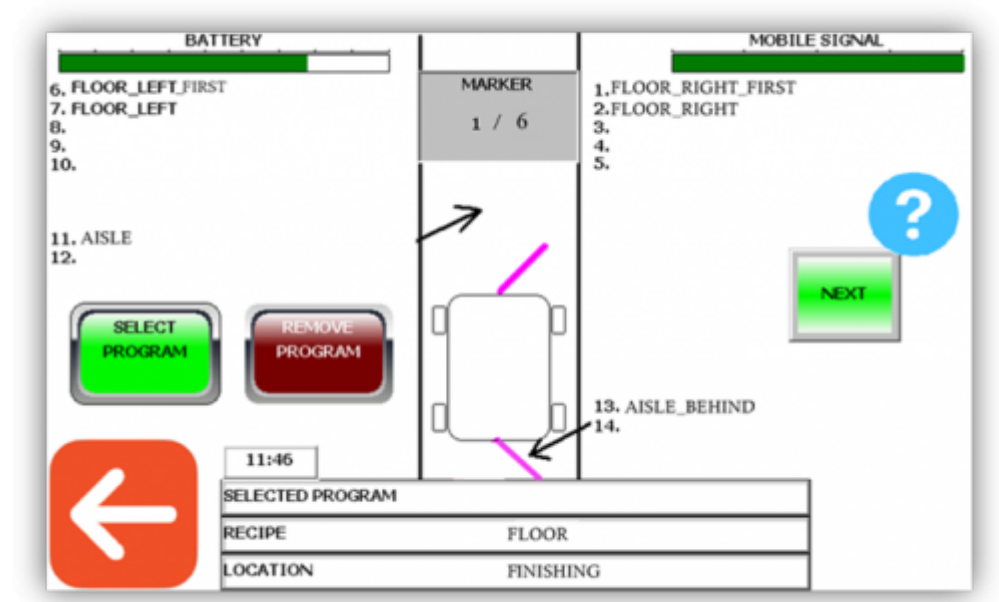 BATTERY
MOBILE SIGNAL
6. FLOOR_LEFT_FIRST
7. FLOOR_LEFT
8.
9.
10.
MARKER
1 / 6
1.FLOOR_RIGHT_FIRST
2.FLOOR_RIGHT
3.
4.
5.
11. AISLE
12.
?
NEXT
SELECT
PROGRAM
REMOVE
PROGRAM
13. AISLE_BEHIND
14.
11:46
SELECTED PROGRAM
RECIPE FLOOR
LOCATION FINISHING